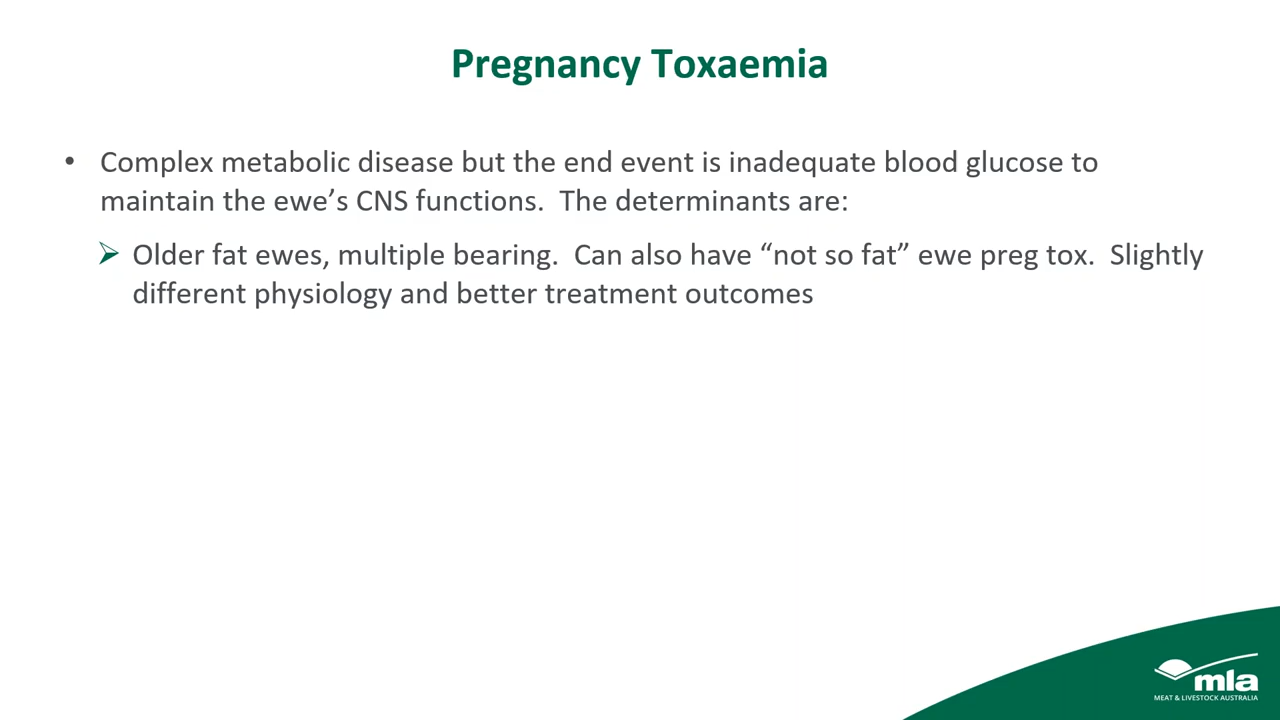 Pregnancy Toxaemia
• Complex metabolic disease but the end event is inadequate blood glucose to
maintain the ewe’s CNS functions.  The determinants are:
➢ Older fat ewes, multiple bearing.  Can also have “not so fat” ewe preg tox.  Slightly
different physiology and better treatment outcomes
mla
MEAT & LIVESTOCK AUSTRALIA